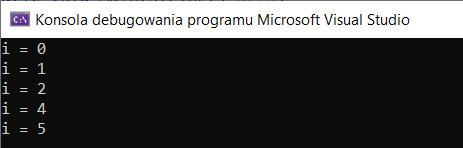 Konsola debugowania programu Microsoft Visual Studio
i = 0
i = 1
i = 2
i = 4
i = 5